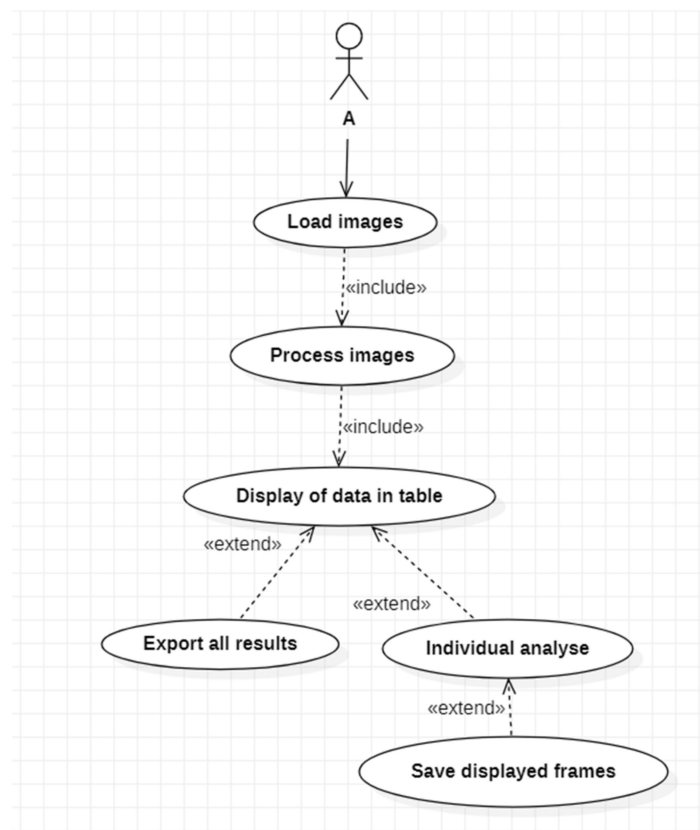 A
Load images
«include»
Process images
«include»
Display of data in table
«extend»
«extend»
Export all results
Individual analyse
«extend»
Save displayed frames